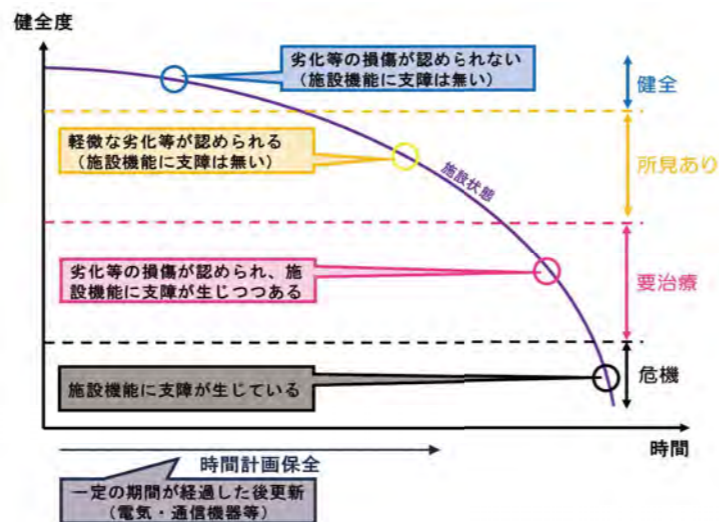 健全度
劣化等の損傷が認められない
（施設機能に支障は無い）
健全
軽微な劣化等が認められる
（施設機能に支障は無い）
所見あり
施設状態
劣化等の損傷が認められ、施
設機能に支障が生じつつある
要治療
施設機能に支障が生じている
危機
時間
時間計画保全
一定の期間が経過した後更新
（電気・通信機器等）